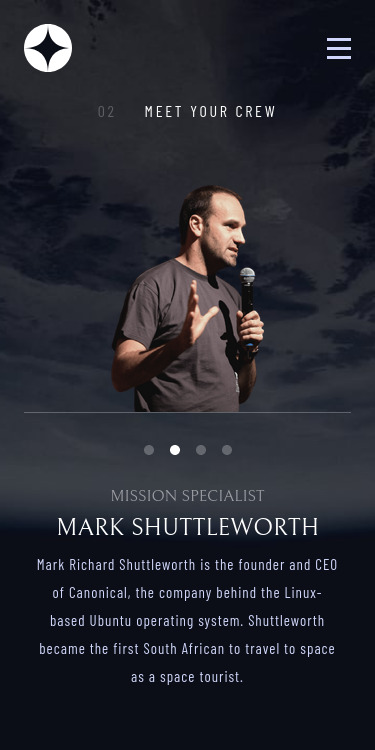 02 MEET YOUR CREW
MISSION SPECIALIST
MARK SHUTTLEWORTH
Mark Richard Shuttleworth is the founder and CEO
of Canonical, the company behind the Linux-
based Ubuntu operating system. Shuttleworth
became the first South African to travel to space
as a space tourist.